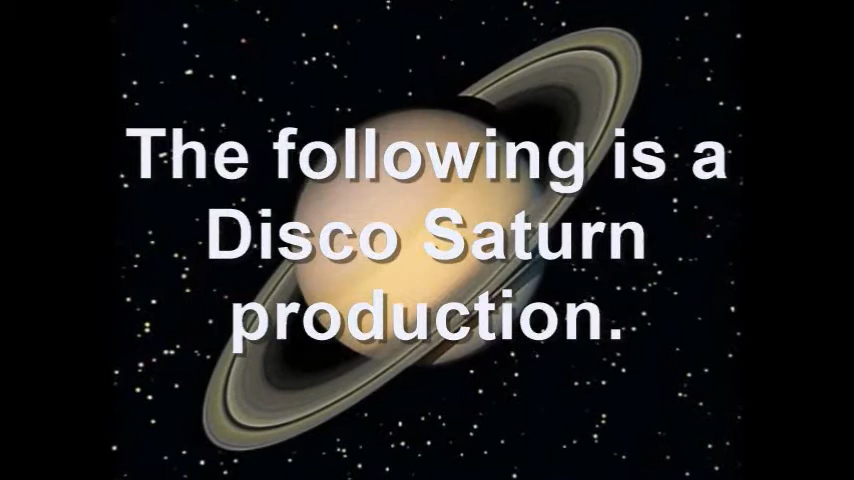 The following is a
Disco Saturn
production.